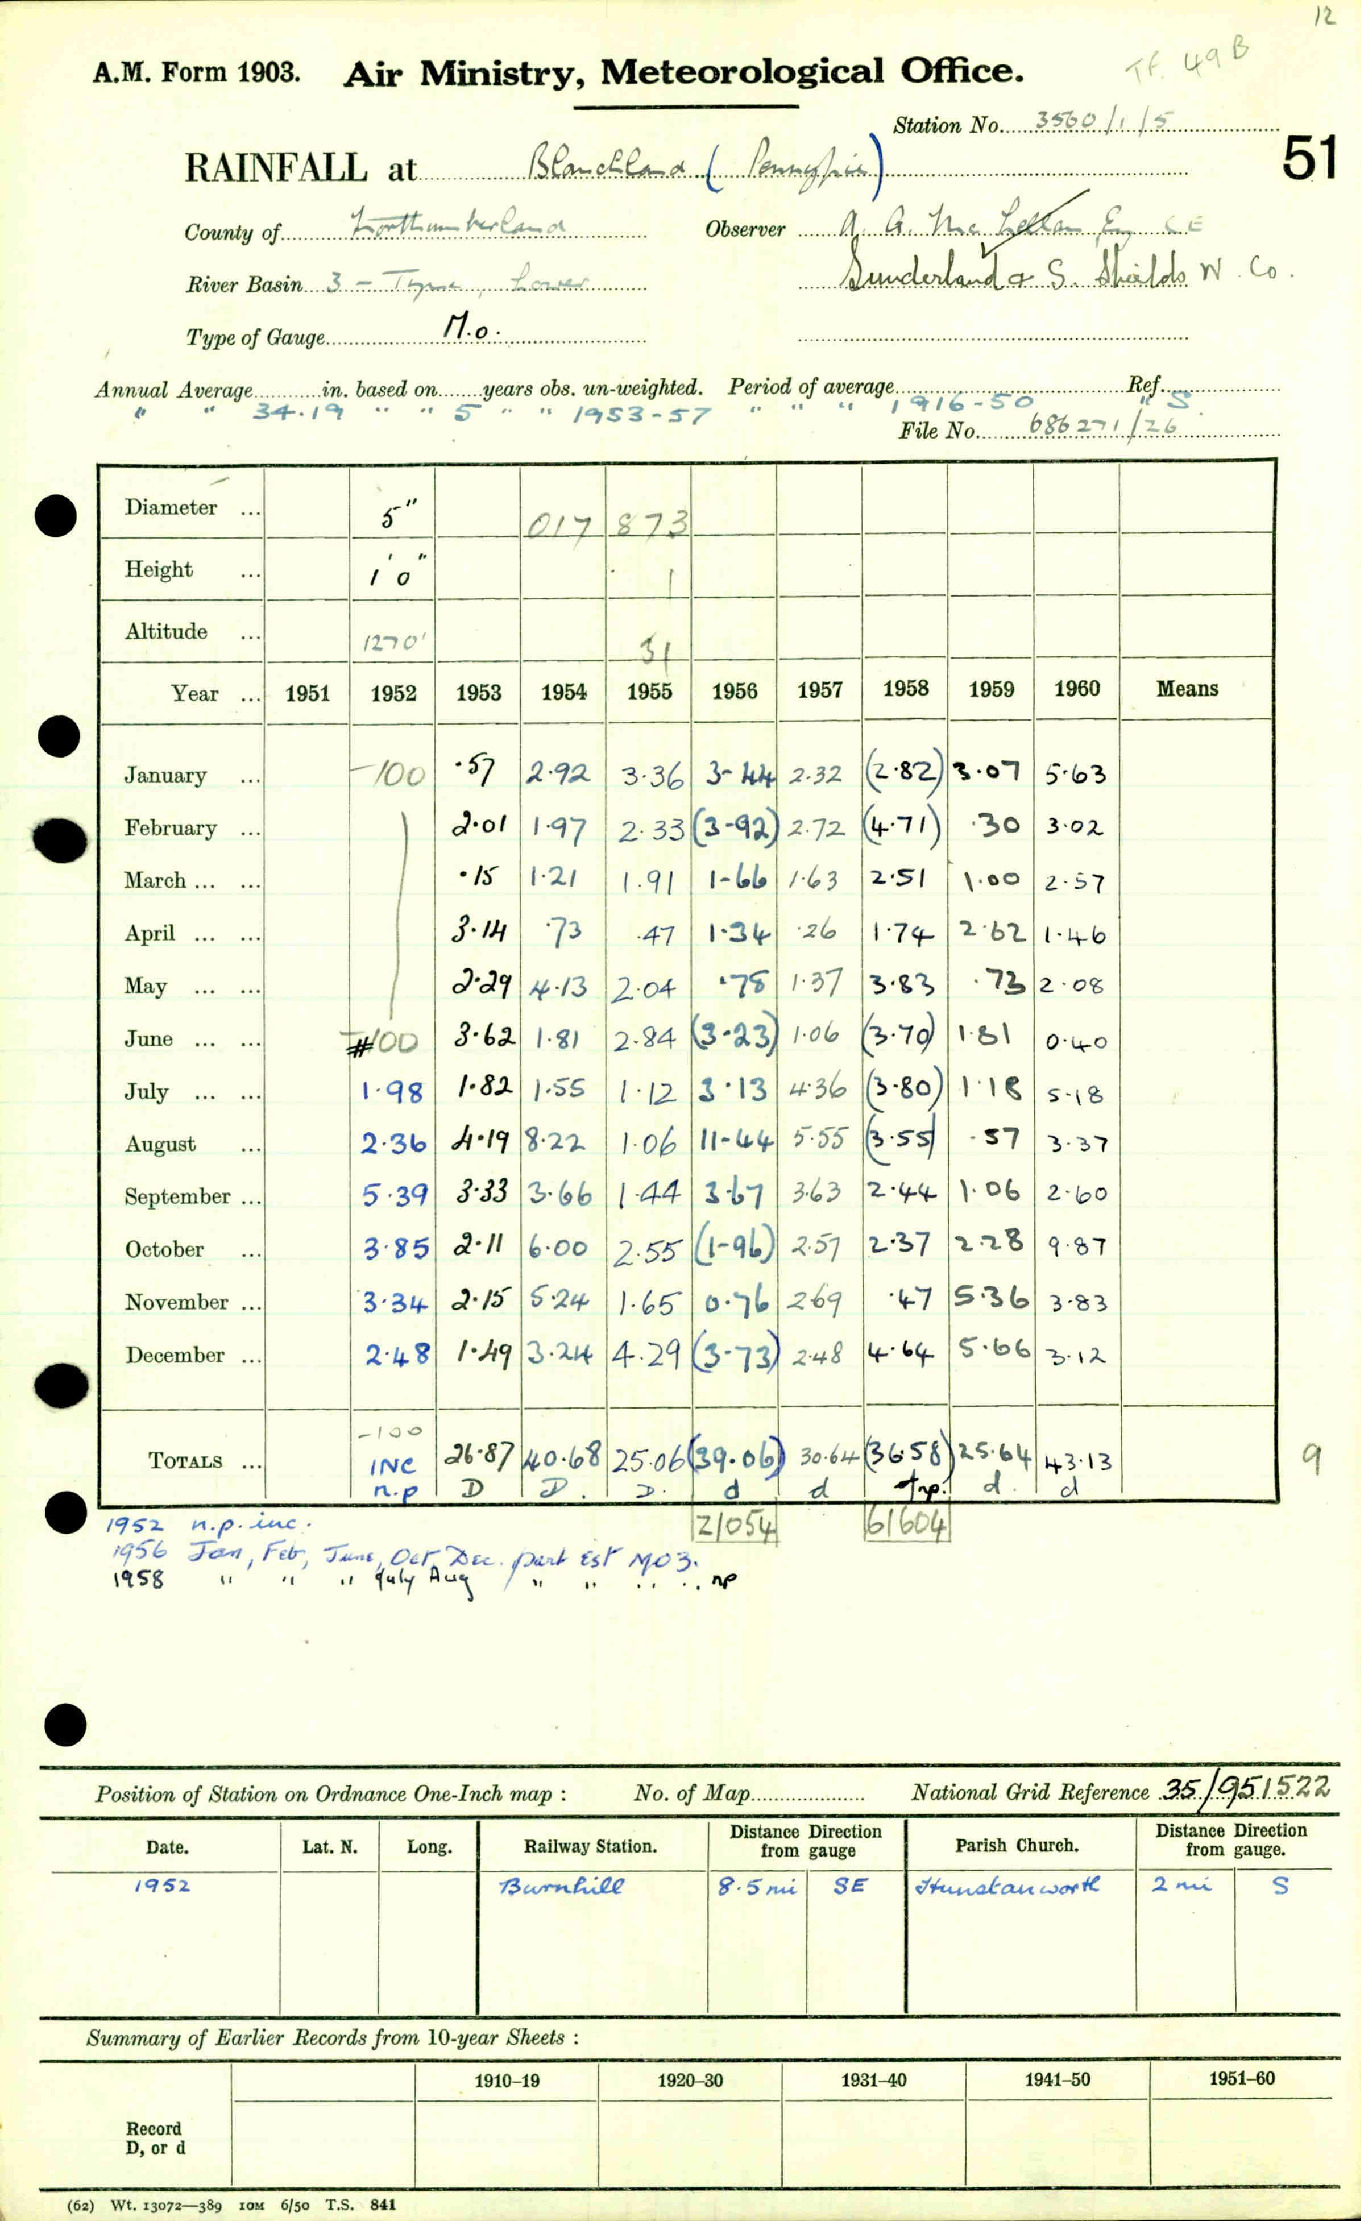 12
A.M. Form 1903. Air Ministry, Meteorological Office. Tf. 49B
Station No. 3560/1/5
51
RAINFALL at Blanchland (Pennypie)
County of Northumberland Observer A. G. Mc Lellan Esq CE
River Basin 3 - Tyne, Lower Sunderland & S. Shields W. Co.
Type of Gauge M.O.
Annual Average in. based on years obs. un-weighted. Period of average Ref.
" " 34.19 " " 5 " " 1953-57 " " " 1916-50 " S
File No. 686271/26
Diameter ... 5" 017 873
Height ... 1' 0" 1
Altitude ... 1270' 31
Year ... 1951 1952 1953 1954 1955 1956 1957 1958 1959 1960 Means
January ... -100 .57 2.92 3.36 3-44 2.32 (2.82) 3.07 5.63
February ... 2.01 1.97 2.33 (3-92) 2.72 (4.71) .30 3.02
March ... ... .15 1.21 1.91 1-66 1.63 2.51 1.00 2.57
April ... ... 3.14 .73 .47 1.34 .26 1.74 2.62 1.46
May ... ... 2.29 4.13 2.04 .78 1.37 3.83 .73 2.08
June ... ... -100 3.62 1.81 2.84 (3.23) 1.06 (3.70) 1.81 0.40
July ... ... 1.98 1.82 1.55 1.12 3.13 4.36 (3.80) 1.18 5.18
August ... 2.36 4.19 8.22 1.06 11-44 5.55 (3.55) .57 3.37
September ... 5.39 3.33 3.66 1.44 3.67 3.63 2.44 1.06 2.60
October ... 3.85 2.11 6.00 2.55 (1-96) 2.57 2.37 2.28 9.87
November ... 3.34 2.15 5.24 1.65 0.76 2.69 .47 5.36 3.83
December ... 2.48 1.49 3.24 4.29 (3-73) 2.48 4.64 5.66 3.12
-100
TOTALS ... INC 26.87 40.68 25.06 (39.06) 30.64 (36.58) 25.64 43.13 9
n.p D D. D. d d np. d. d
1952 n.p. inc. 21054 61604
1956 Jan, Feb, June, Oct, Dec. part Est MO3.
1958 " " " July Aug " " " " np
Position of Station on Ordnance One-Inch map : No. of Map National Grid Reference 35/951522
Date. Lat. N. Long. Railway Station. Distance from Direction gauge Parish Church. Distance from Direction gauge.
1952 Burnhill 8.5 mi SE Hunstanworth 2 mi S
Summary of Earlier Records from 10-year Sheets :
1910–19 1920–30 1931–40 1941–50 1951–60
Record
D, or d
(62) Wt. 13072—389 10M 6/50 T.S. 841